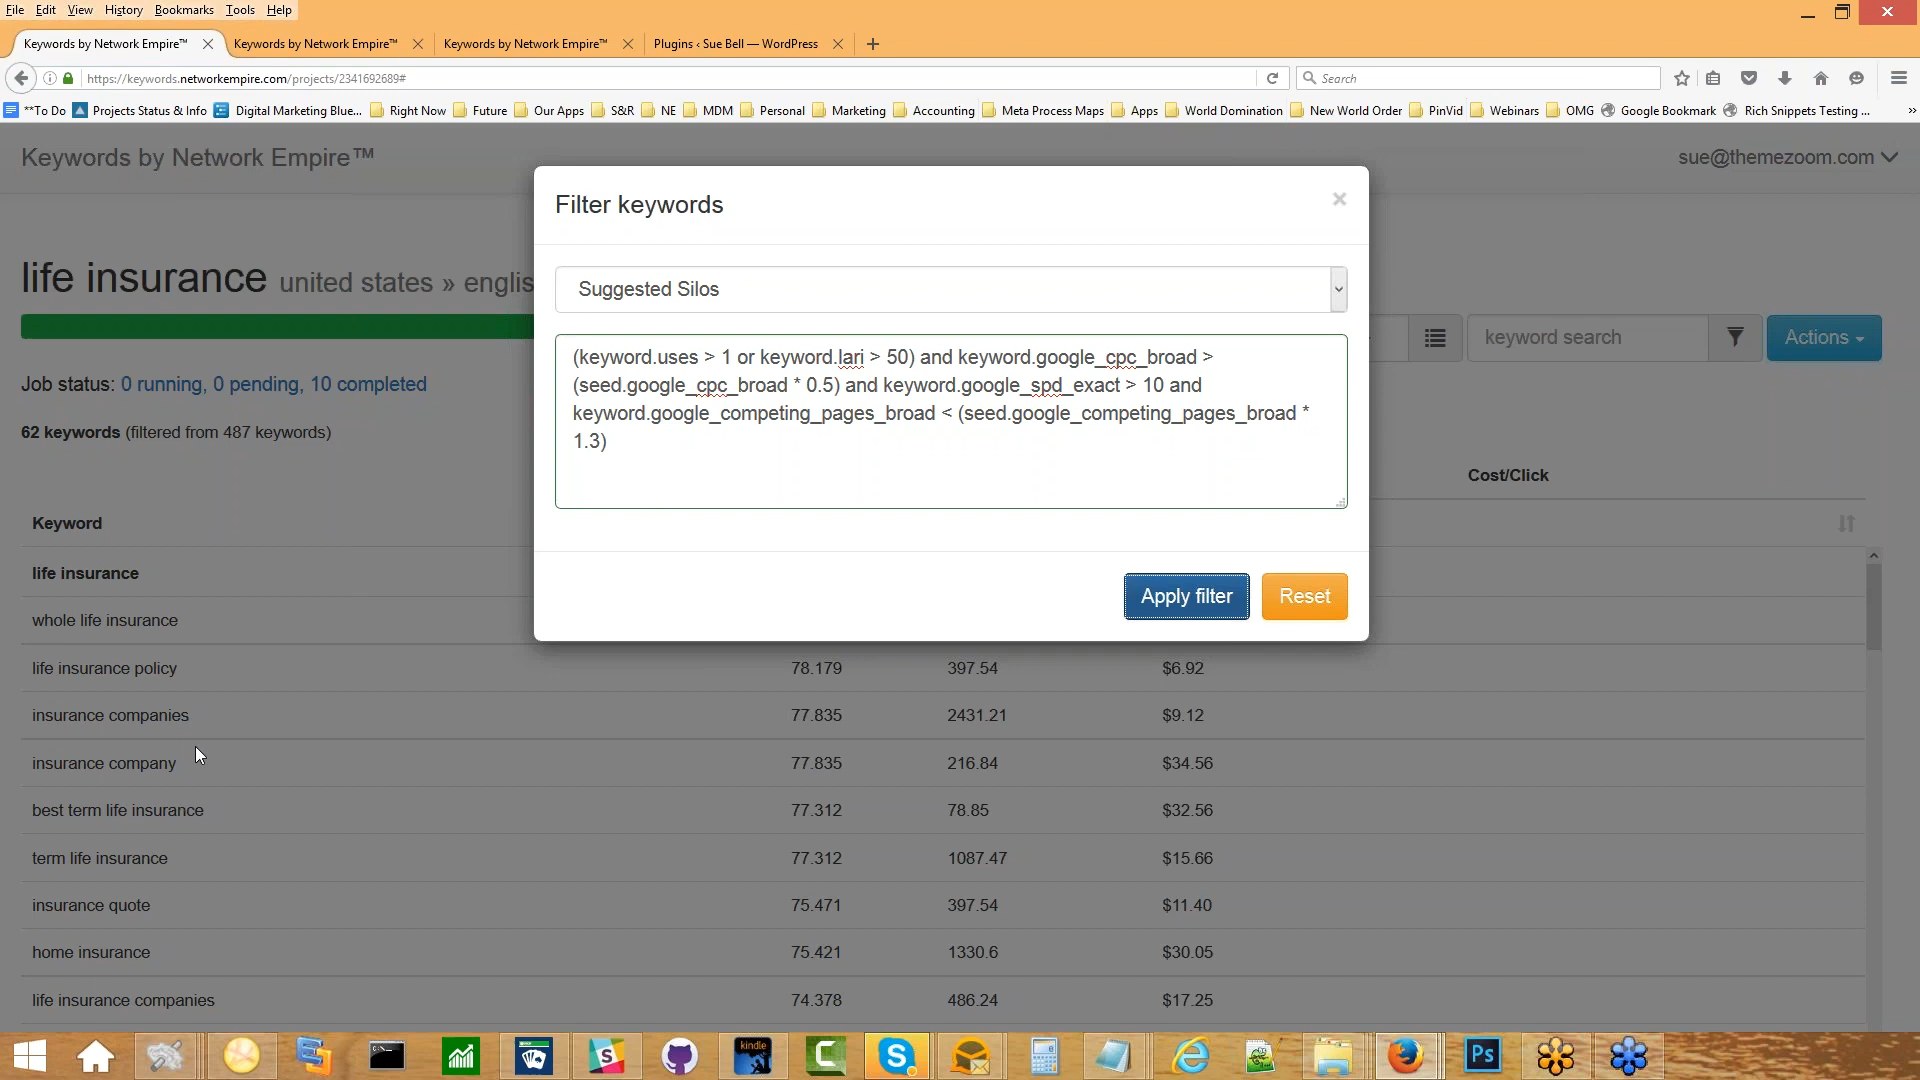 File Edit View History Bookmarks Tools Help
Keywords by Network Empire™ Keywords by Network Empire™ Keywords by Network Empire™ Plugins ‹ Sue Bell — WordPress
https://keywords.networkempire.com/projects/2341692689# Search
**To Do Projects Status & Info Digital Marketing Blue... Right Now Future Our Apps S&R NE MDM Personal Marketing Accounting Meta Process Maps Apps World Domination New World Order PinVid Webinars OMG Google Bookmark Rich Snippets Testing ... »
Keywords by Network Empire™ sue@themezoom.com
Filter keywords ×
life insurance united states » englis
Suggested Silos
keyword search Actions
(keyword.uses > 1 or keyword.lari > 50) and keyword.google_cpc_broad >
(seed.google_cpc_broad * 0.5) and keyword.google_spd_exact > 10 and
keyword.google_competing_pages_broad < (seed.google_competing_pages_broad *
1.3)
Job status: 0 running, 0 pending, 10 completed
62 keywords (filtered from 487 keywords)
Cost/Click
Keyword
life insurance
Apply filter Reset
whole life insurance
life insurance policy 78.179 397.54 $6.92
insurance companies 77.835 2431.21 $9.12
insurance company 77.835 216.84 $34.56
best term life insurance 77.312 78.85 $32.56
term life insurance 77.312 1087.47 $15.66
insurance quote 75.471 397.54 $11.40
home insurance 75.421 1330.6 $30.05
life insurance companies 74.378 486.24 $17.25
kindle
Ps